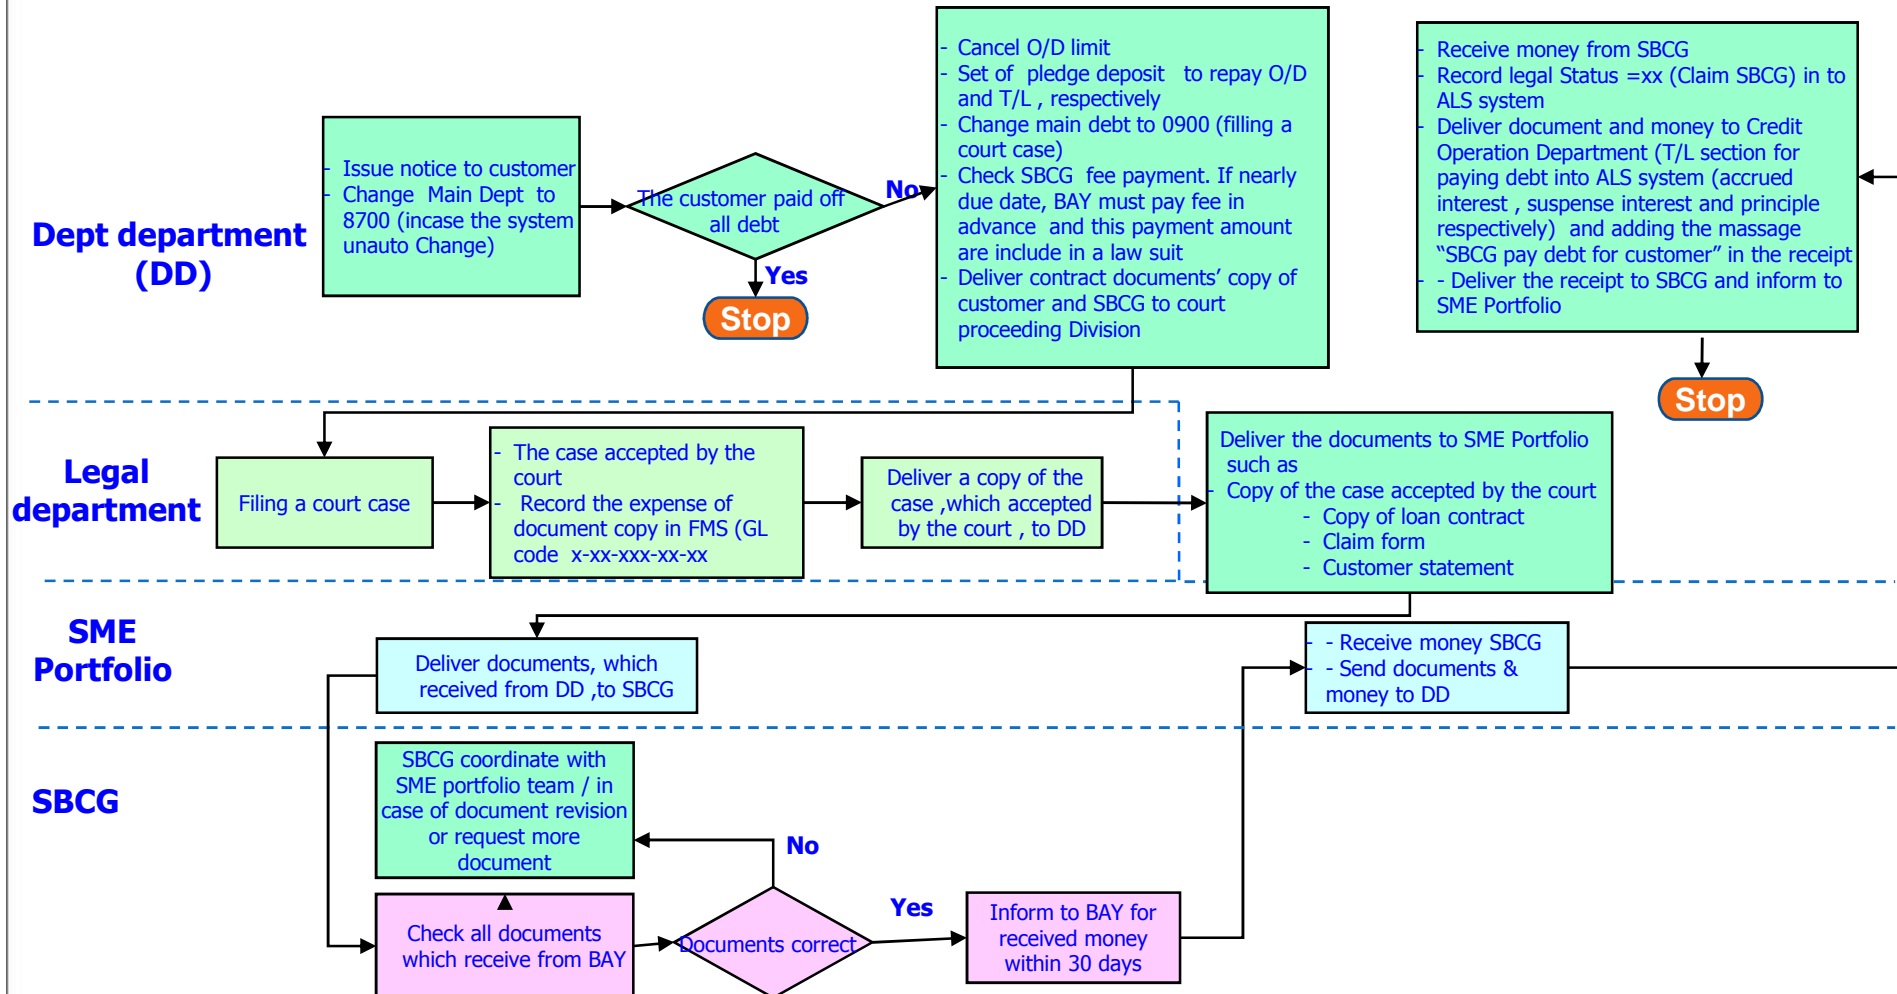 Dept department
(DD)
- Issue notice to customer
- Change Main Dept to
8700 (incase the system
unauto Change)
The customer paid off
all debt
No
Yes
Stop
- Cancel O/D limit
- Set of pledge deposit to repay O/D
and T/L , respectively
- Change main debt to 0900 (filling a
court case)
- Check SBCG fee payment. If nearly
due date, BAY must pay fee in
advance and this payment amount
are include in a law suit
- Deliver contract documents’ copy of
customer and SBCG to court
proceeding Division
- Receive money from SBCG
- Record legal Status =xx (Claim SBCG) in to
ALS system
- Deliver document and money to Credit
Operation Department (T/L section for
paying debt into ALS system (accrued
interest , suspense interest and principle
respectively) and adding the massage
“SBCG pay debt for customer” in the receipt
- - Deliver the receipt to SBCG and inform to
SME Portfolio
Stop
Legal
department
Filing a court case
- The case accepted by the
court
- Record the expense of
document copy in FMS (GL
code x-xx-xxx-xx-xx
Deliver a copy of the
case ,which accepted
by the court , to DD
Deliver the documents to SME Portfolio
such as
- Copy of the case accepted by the court
- Copy of loan contract
- Claim form
- Customer statement
SME
Portfolio
Deliver documents, which
received from DD ,to SBCG
- - Receive money SBCG
- - Send documents &
money to DD
SBCG
SBCG coordinate with
SME portfolio team / in
case of document revision
or request more
document
No
Check all documents
which receive from BAY
Documents correct
Yes
Inform to BAY for
received money
within 30 days